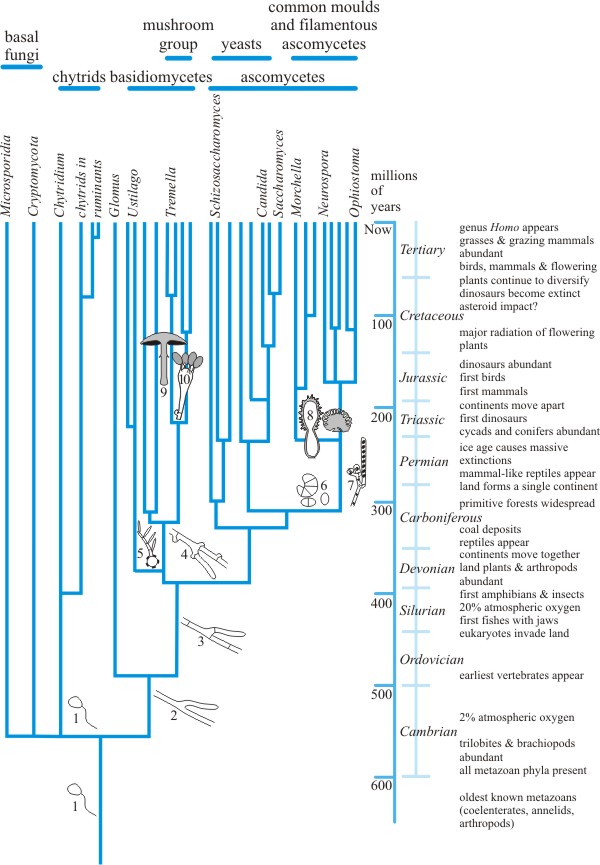 basal
fungi
mushroom
group
yeasts
common moulds
and filamentous
ascomycetes
chytrids
basidiomycetes
ascomycetes
Microsporidia
Cryptomycota
Chytridium
chytrids in
ruminants
Glomus
Ustilago
Tremella
Schizosaccharomyces
Candida
Saccharomyces
Morchella
Neurospora
Ophiostoma
millions
of
years
Now
Tertiary
genus Homo appears
grasses & grazing mammals
abundant
birds, mammals & flowering
plants continue to diversify
dinosaurs become extinct
asteroid impact?
100
Cretaceous
major radiation of flowering
plants
Jurassic
dinosaurs abundant
first birds
first mammals
continents move apart
200
Triassic
first dinosaurs
cycads and conifers abundant
Permian
ice age causes massive
extinctions
mammal-like reptiles appear
land forms a single continent
300
primitive forests widespread
Carboniferous
coal deposits
reptiles appear
continents move together
Devonian
land plants & arthropods
abundant
400
first amphibians & insects
Silurian
20% atmospheric oxygen
first fishes with jaws
eukaryotes invade land
Ordovician
earliest vertebrates appear
500
2% atmospheric oxygen
Cambrian
trilobites & brachiopods
abundant
all metazoan phyla present
600
oldest known metazoans
(coelenterates, annelids,
arthropods)
9
10
8
6
7
5
4
3
2
1
1